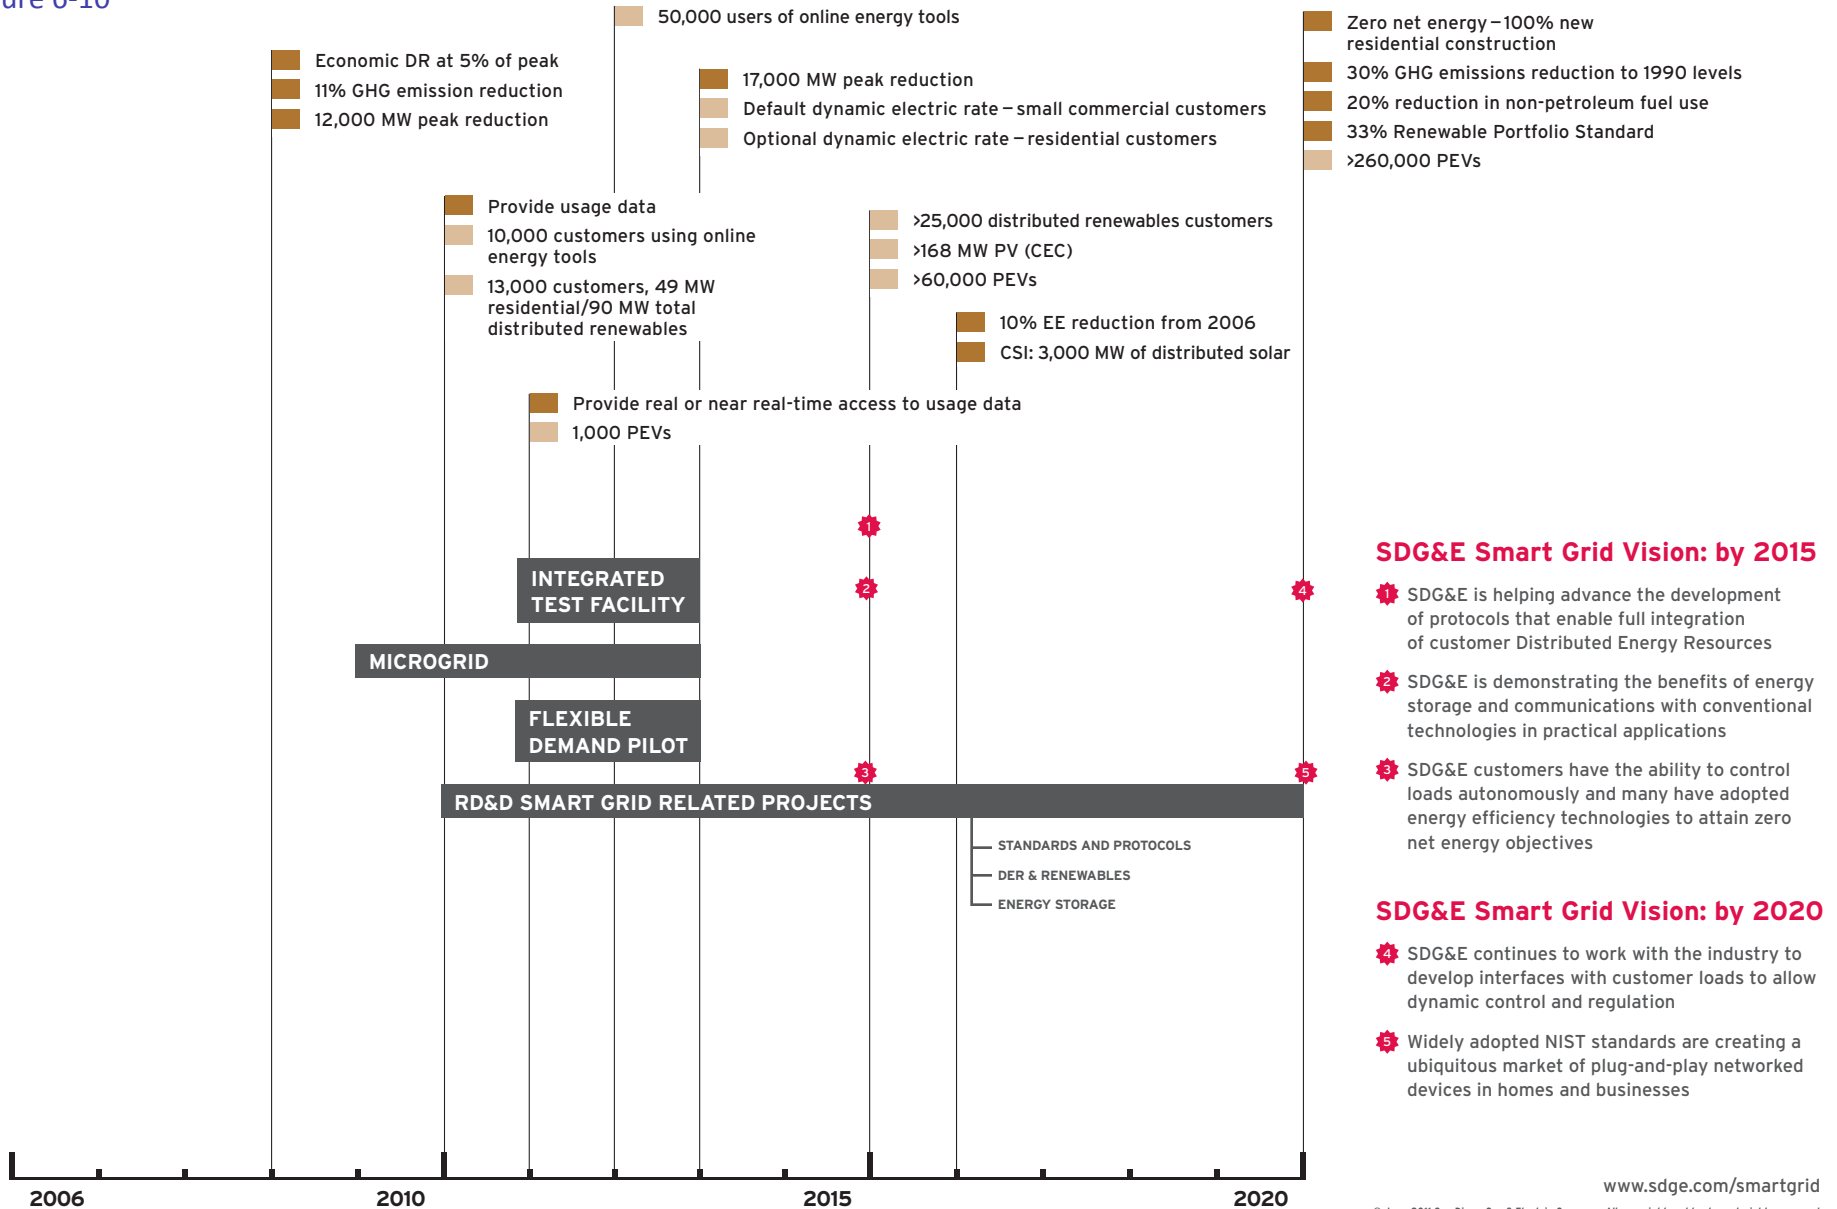 ure 6-10
50,000 users of online energy tools
Economic DR at 5% of peak
11% GHG emission reduction
12,000 MW peak reduction
17,000 MW peak reduction
Default dynamic electric rate – small commercial customers
Optional dynamic electric rate – residential customers
Zero net energy – 100% new
residential construction
30% GHG emissions reduction to 1990 levels
20% reduction in non-petroleum fuel use
33% Renewable Portfolio Standard
>260,000 PEVs
Provide usage data
10,000 customers using online
energy tools
13,000 customers, 49 MW
residential/90 MW total
distributed renewables
>25,000 distributed renewables customers
>168 MW PV (CEC)
>60,000 PEVs
10% EE reduction from 2006
CSI: 3,000 MW of distributed solar
Provide real or near real-time access to usage data
1,000 PEVs
1
2
4
INTEGRATED
TEST FACILITY
MICROGRID
FLEXIBLE
DEMAND PILOT
3
5
RD&D SMART GRID RELATED PROJECTS
STANDARDS AND PROTOCOLS
DER & RENEWABLES
ENERGY STORAGE
SDG&E Smart Grid Vision: by 2015
1 SDG&E is helping advance the development
of protocols that enable full integration
of customer Distributed Energy Resources
2 SDG&E is demonstrating the benefits of energy
storage and communications with conventional
technologies in practical applications
3 SDG&E customers have the ability to control
loads autonomously and many have adopted
energy efficiency technologies to attain zero
net energy objectives
SDG&E Smart Grid Vision: by 2020
4 SDG&E continues to work with the industry to
develop interfaces with customer loads to allow
dynamic control and regulation
5 Widely adopted NIST standards are creating a
ubiquitous market of plug-and-play networked
devices in homes and businesses
2006 2010 2015 2020
www.sdge.com/smartgrid